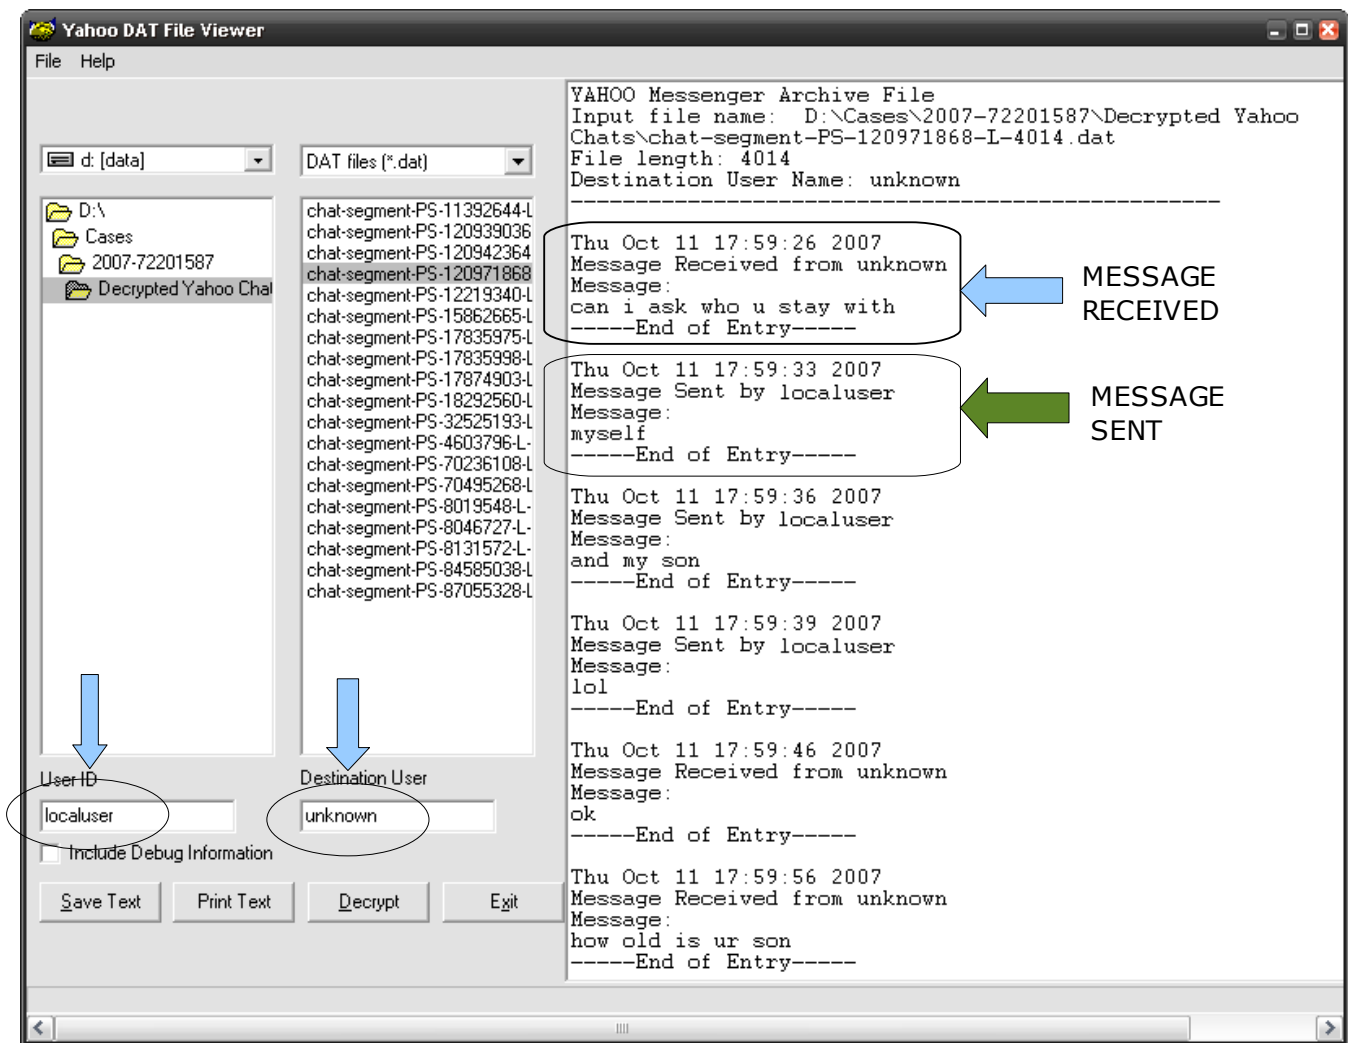 Yahoo DAT File Viewer
File Help
d: [data]
DAT files (*.dat)
D:\
Cases
2007-72201587
Decrypted Yahoo Chat
chat-segment-PS-11392644-L
chat-segment-PS-120939036
chat-segment-PS-120942364
chat-segment-PS-120971868
chat-segment-PS-12219340-L
chat-segment-PS-15862665-L
chat-segment-PS-17835975-L
chat-segment-PS-17835998-L
chat-segment-PS-17874903-L
chat-segment-PS-18292560-L
chat-segment-PS-32525193-L
chat-segment-PS-4603796-L-
chat-segment-PS-70236108-L
chat-segment-PS-70495268-L
chat-segment-PS-8019548-L-
chat-segment-PS-8046727-L-
chat-segment-PS-8131572-L-
chat-segment-PS-84585038-L
chat-segment-PS-87055328-L
User ID
localuser
Destination User
unknown
Include Debug Information
Save Text
Print Text
Decrypt
Exit
YAHOO Messenger Archive File
Input file name: D:\Cases\2007-72201587\Decrypted Yahoo
Chats\chat-segment-PS-120971868-L-4014.dat
File length: 4014
Destination User Name: unknown
--------------------------------------------------
Thu Oct 11 17:59:26 2007
Message Received from unknown
Message:
can i ask who u stay with
-----End of Entry-----
MESSAGE
RECEIVED
Thu Oct 11 17:59:33 2007
Message Sent by localuser
Message:
myself
-----End of Entry-----
MESSAGE
SENT
Thu Oct 11 17:59:36 2007
Message Sent by localuser
Message:
and my son
-----End of Entry-----
Thu Oct 11 17:59:39 2007
Message Sent by localuser
Message:
lol
-----End of Entry-----
Thu Oct 11 17:59:46 2007
Message Received from unknown
Message:
ok
-----End of Entry-----
Thu Oct 11 17:59:56 2007
Message Received from unknown
Message:
how old is ur son
-----End of Entry-----